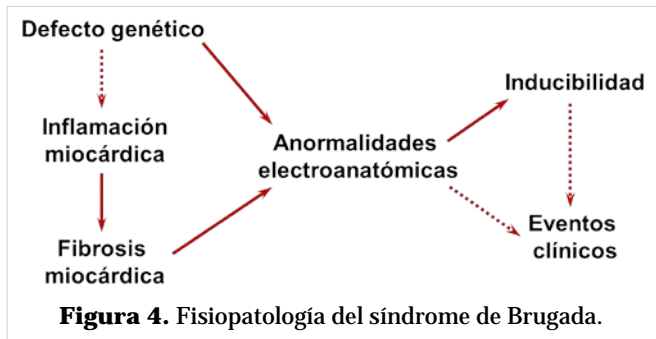 Defecto genético
Inflamación
miocárdica
Fibrosis
miocárdica
Anormalidades
electroanatómicas
Inducibilidad
Eventos
clínicos
Figura 4. Fisiopatología del síndrome de Brugada.